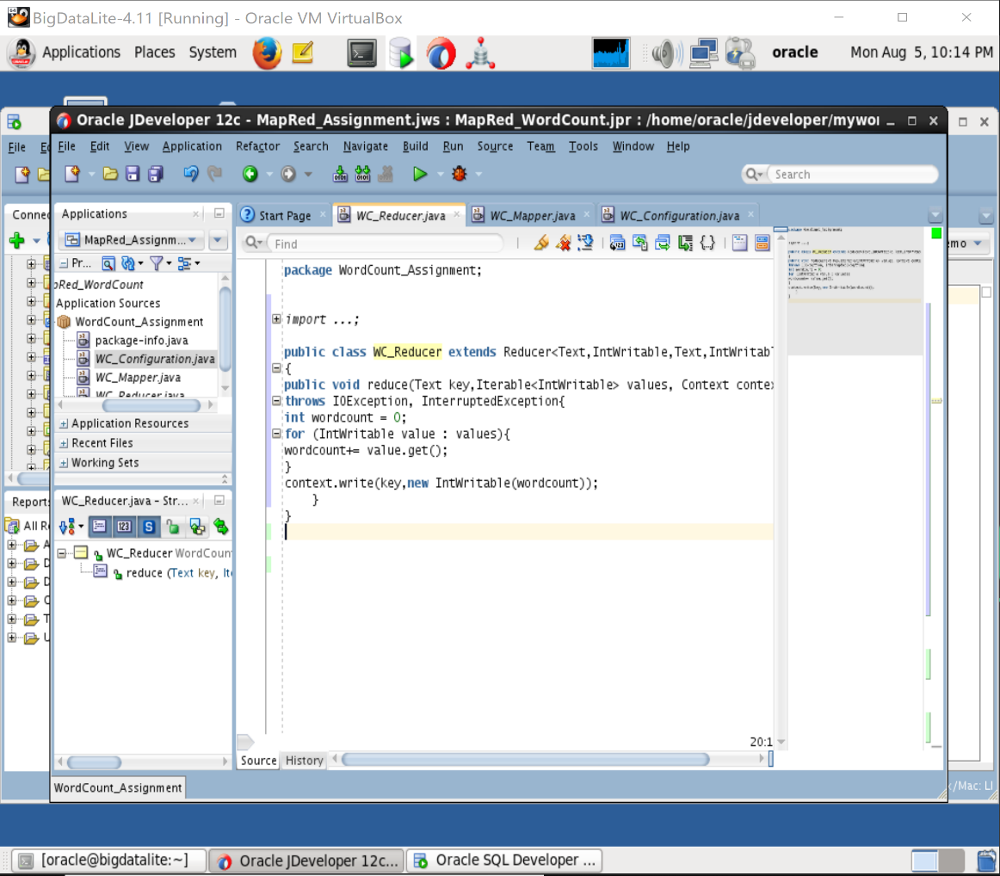 BigDataLite-4.11 [Running] - Oracle VM VirtualBox
Applications Places System oracle Mon Aug 5, 10:14 PM
Oracle JDeveloper 12c - MapRed_Assignment.jws : MapRed_WordCount.jpr : /home/oracle/jdeveloper/mywor
File
File Edit View Application Refactor Search Navigate Build Run Source Team Tools Window Help
Search
Connec
Applications
Start Page WC_Reducer.java WC_Mapper.java WC_Configuration.java
MapRed_Assignm...
Find
emo
Pr...
pRed_WordCount
Application Sources
WordCount_Assignment
package-info.java
WC_Configuration.java
WC_Mapper.java
WC_Reducer.java
Application Resources
Recent Files
Working Sets
package WordCount_Assignment;
import ...;
public class WC_Reducer extends Reducer<Text,IntWritable,Text,IntWritabl
{
public void reduce(Text key,Iterable<IntWritable> values, Context conte
throws IOException, InterruptedException{
int wordcount = 0;
for (IntWritable value : values){
wordcount+= value.get();
}
context.write(key,new IntWritable(wordcount));
}
}
Report
All R
WC_Reducer.java - Str...
123 S
WC_Reducer WordCoun
reduce (Text key, It
20:1
Source History
WordCount_Assignment
/Mac: LI
[oracle@bigdatalite:~] Oracle JDeveloper 12c... Oracle SQL Developer ...